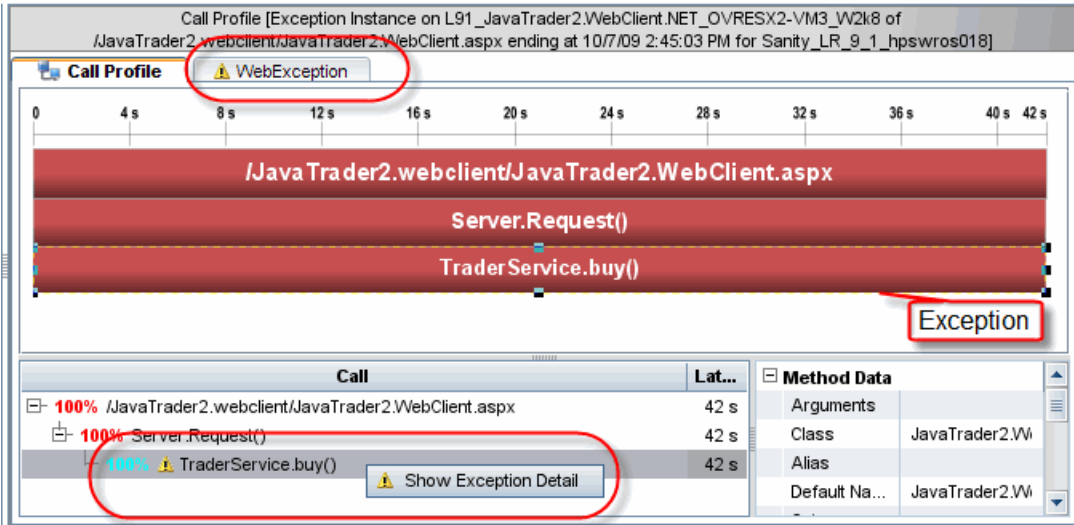 Call Profile [Exception Instance on L91_JavaTrader2.WebClient.NET_OVRESX2-VM3_W2k8 of
/JavaTrader2.webclient/JavaTrader2.WebClient.aspx ending at 10/7/09 2:45:03 PM for Sanity_LR_9_1_hpswros018]
Call Profile WebException
0 4 s 8 s 12 s 16 s 20 s 24 s 28 s 32 s 36 s 40 s 42 s
/JavaTrader2.webclient/JavaTrader2.WebClient.aspx
Server.Request()
TraderService.buy()
Exception
Call Lat... Method Data
100% /JavaTrader2.webclient/JavaTrader2.WebClient.aspx 42 s Arguments
100% Server.Request() 42 s Class JavaTrader2.W
100% TraderService.buy() 42 s Alias
Show Exception Detail
Default Na... JavaTrader2.W